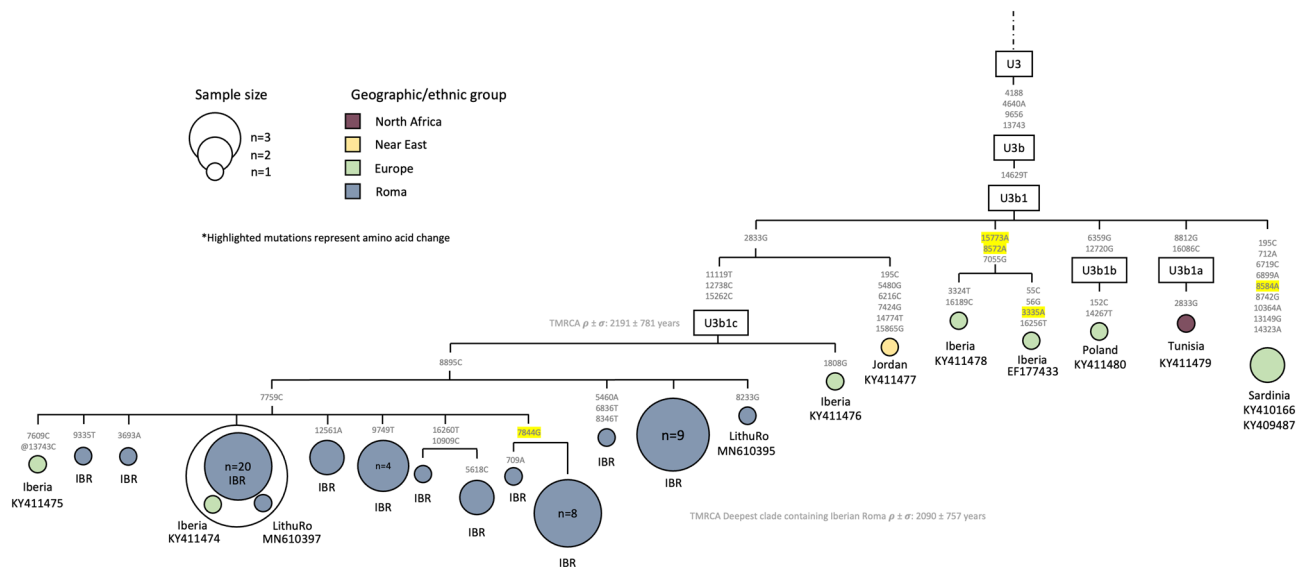 U3
4188
4640A
9656
13743
U3b
14629T
U3b1
Sample size
n=3
n=2
n=1
Geographic/ethnic group
North Africa
Near East
Europe
Roma
*Highlighted mutations represent amino acid change
2833G
11119T
12738C
15262C
U3b1c
TMRCA ρ ± σ: 2191 ± 781 years
195C
5480G
6216C
7424G
14774T
15865G
Jordan
KY411477
15773A
8572A
7055G
3324T
16189C
Iberia
KY411478
55C
56G
3335A
16256T
Iberia
EF177433
6359G
12720G
U3b1b
152C
14267T
Poland
KY411480
8812G
16086C
U3b1a
2833G
Tunisia
KY411479
195C
712A
6719C
6899A
8584A
8742G
10364A
13149G
14323A
Sardinia
KY410166
KY409487
8895C
1808G
Iberia
KY411476
7759C
5460A
6836T
8346T
IBR
n=9
IBR
8233G
LithuRo
MN610395
7609C
@13743C
Iberia
KY411475
9335T
IBR
3693A
IBR
n=20
IBR
Iberia
KY411474
LithuRo
MN610397
12561A
IBR
9749T
n=4
IBR
16260T
10909C
IBR
5618C
IBR
7844G
709A
IBR
n=8
IBR
TMRCA Deepest clade containing Iberian Roma ρ ± σ: 2090 ± 757 years